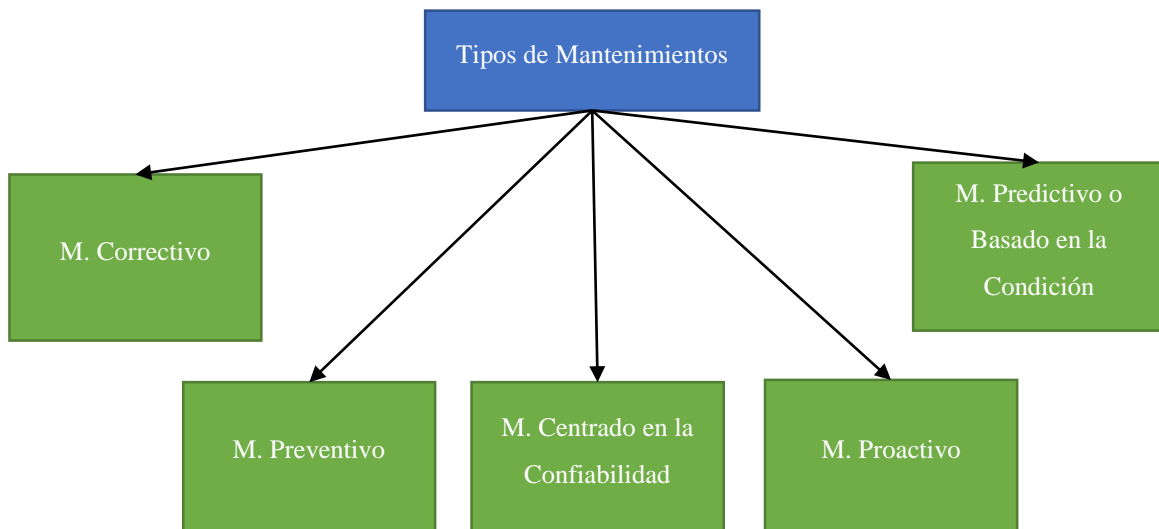 Tipos de Mantenimientos
M. Correctivo
M. Predictivo o
Basado en la
Condición
M. Preventivo
M. Centrado en la
Confiabilidad
M. Proactivo